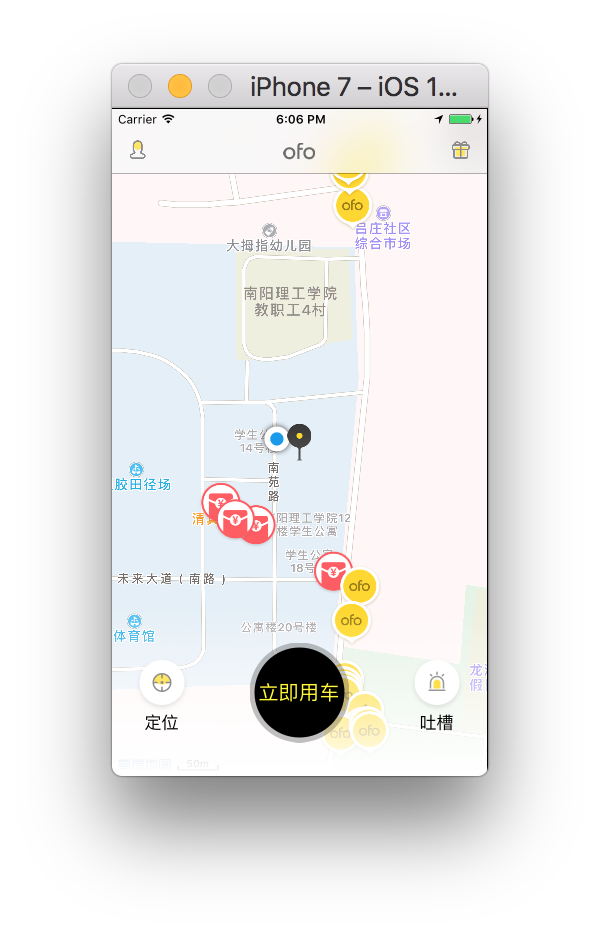 iPhone 7 – iOS 1...
Carrier
6:06 PM
ofo
ofo
吕庄社区
综合市场
大拇指幼儿园
南阳理工学院
教职工4村
学生公
14号
南苑路
胶田径场
清
阳理工学院12
楼学生公寓
学生公寓
18号
未来大道（南路）
ofo
ofo
公寓楼20号楼
体育馆
立即用车
龙
假
定位
吐槽
ofo
ofo
50m